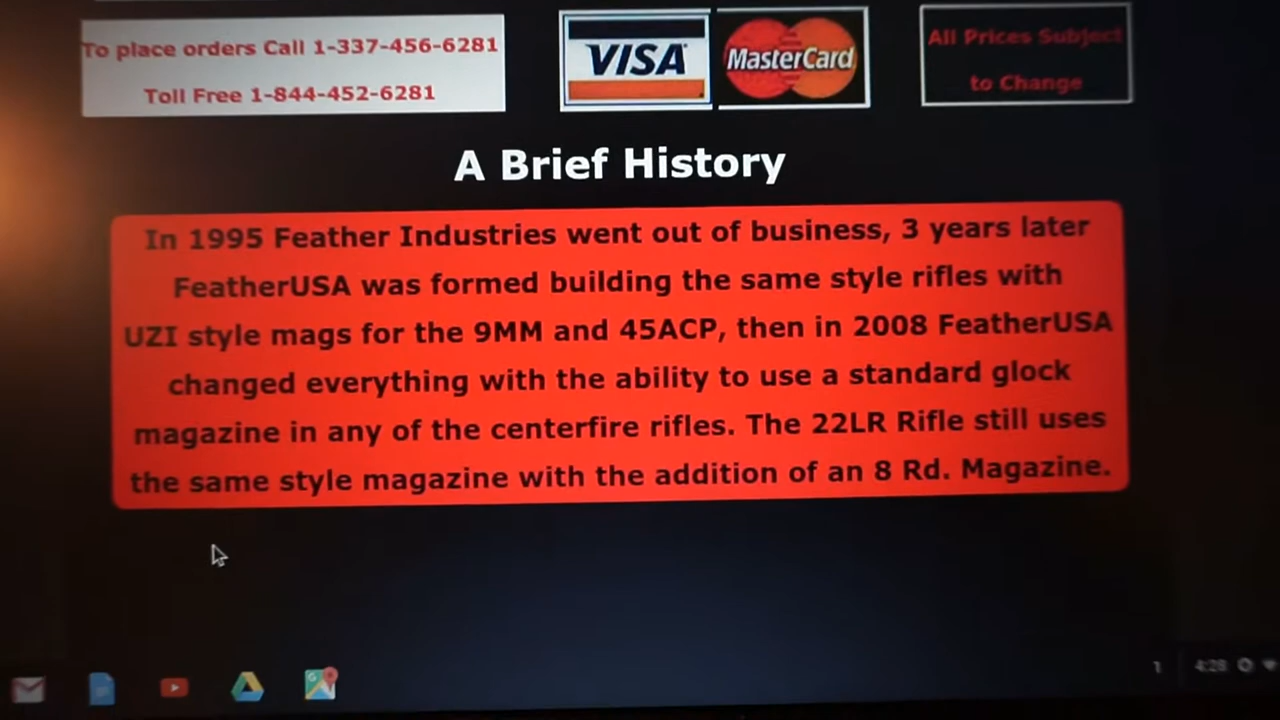 To place orders Call 1-337-456-6281
Toll Free 1-844-452-6281
VISA
MasterCard
All Prices Subject
to Change
A Brief History
In 1995 Feather Industries went out of business, 3 years later
FeatherUSA was formed building the same style rifles with
UZI style mags for the 9MM and 45ACP, then in 2008 FeatherUSA
changed everything with the ability to use a standard glock
magazine in any of the centerfire rifles. The 22LR Rifle still uses
the same style magazine with the addition of an 8 Rd. Magazine.
1
4:28